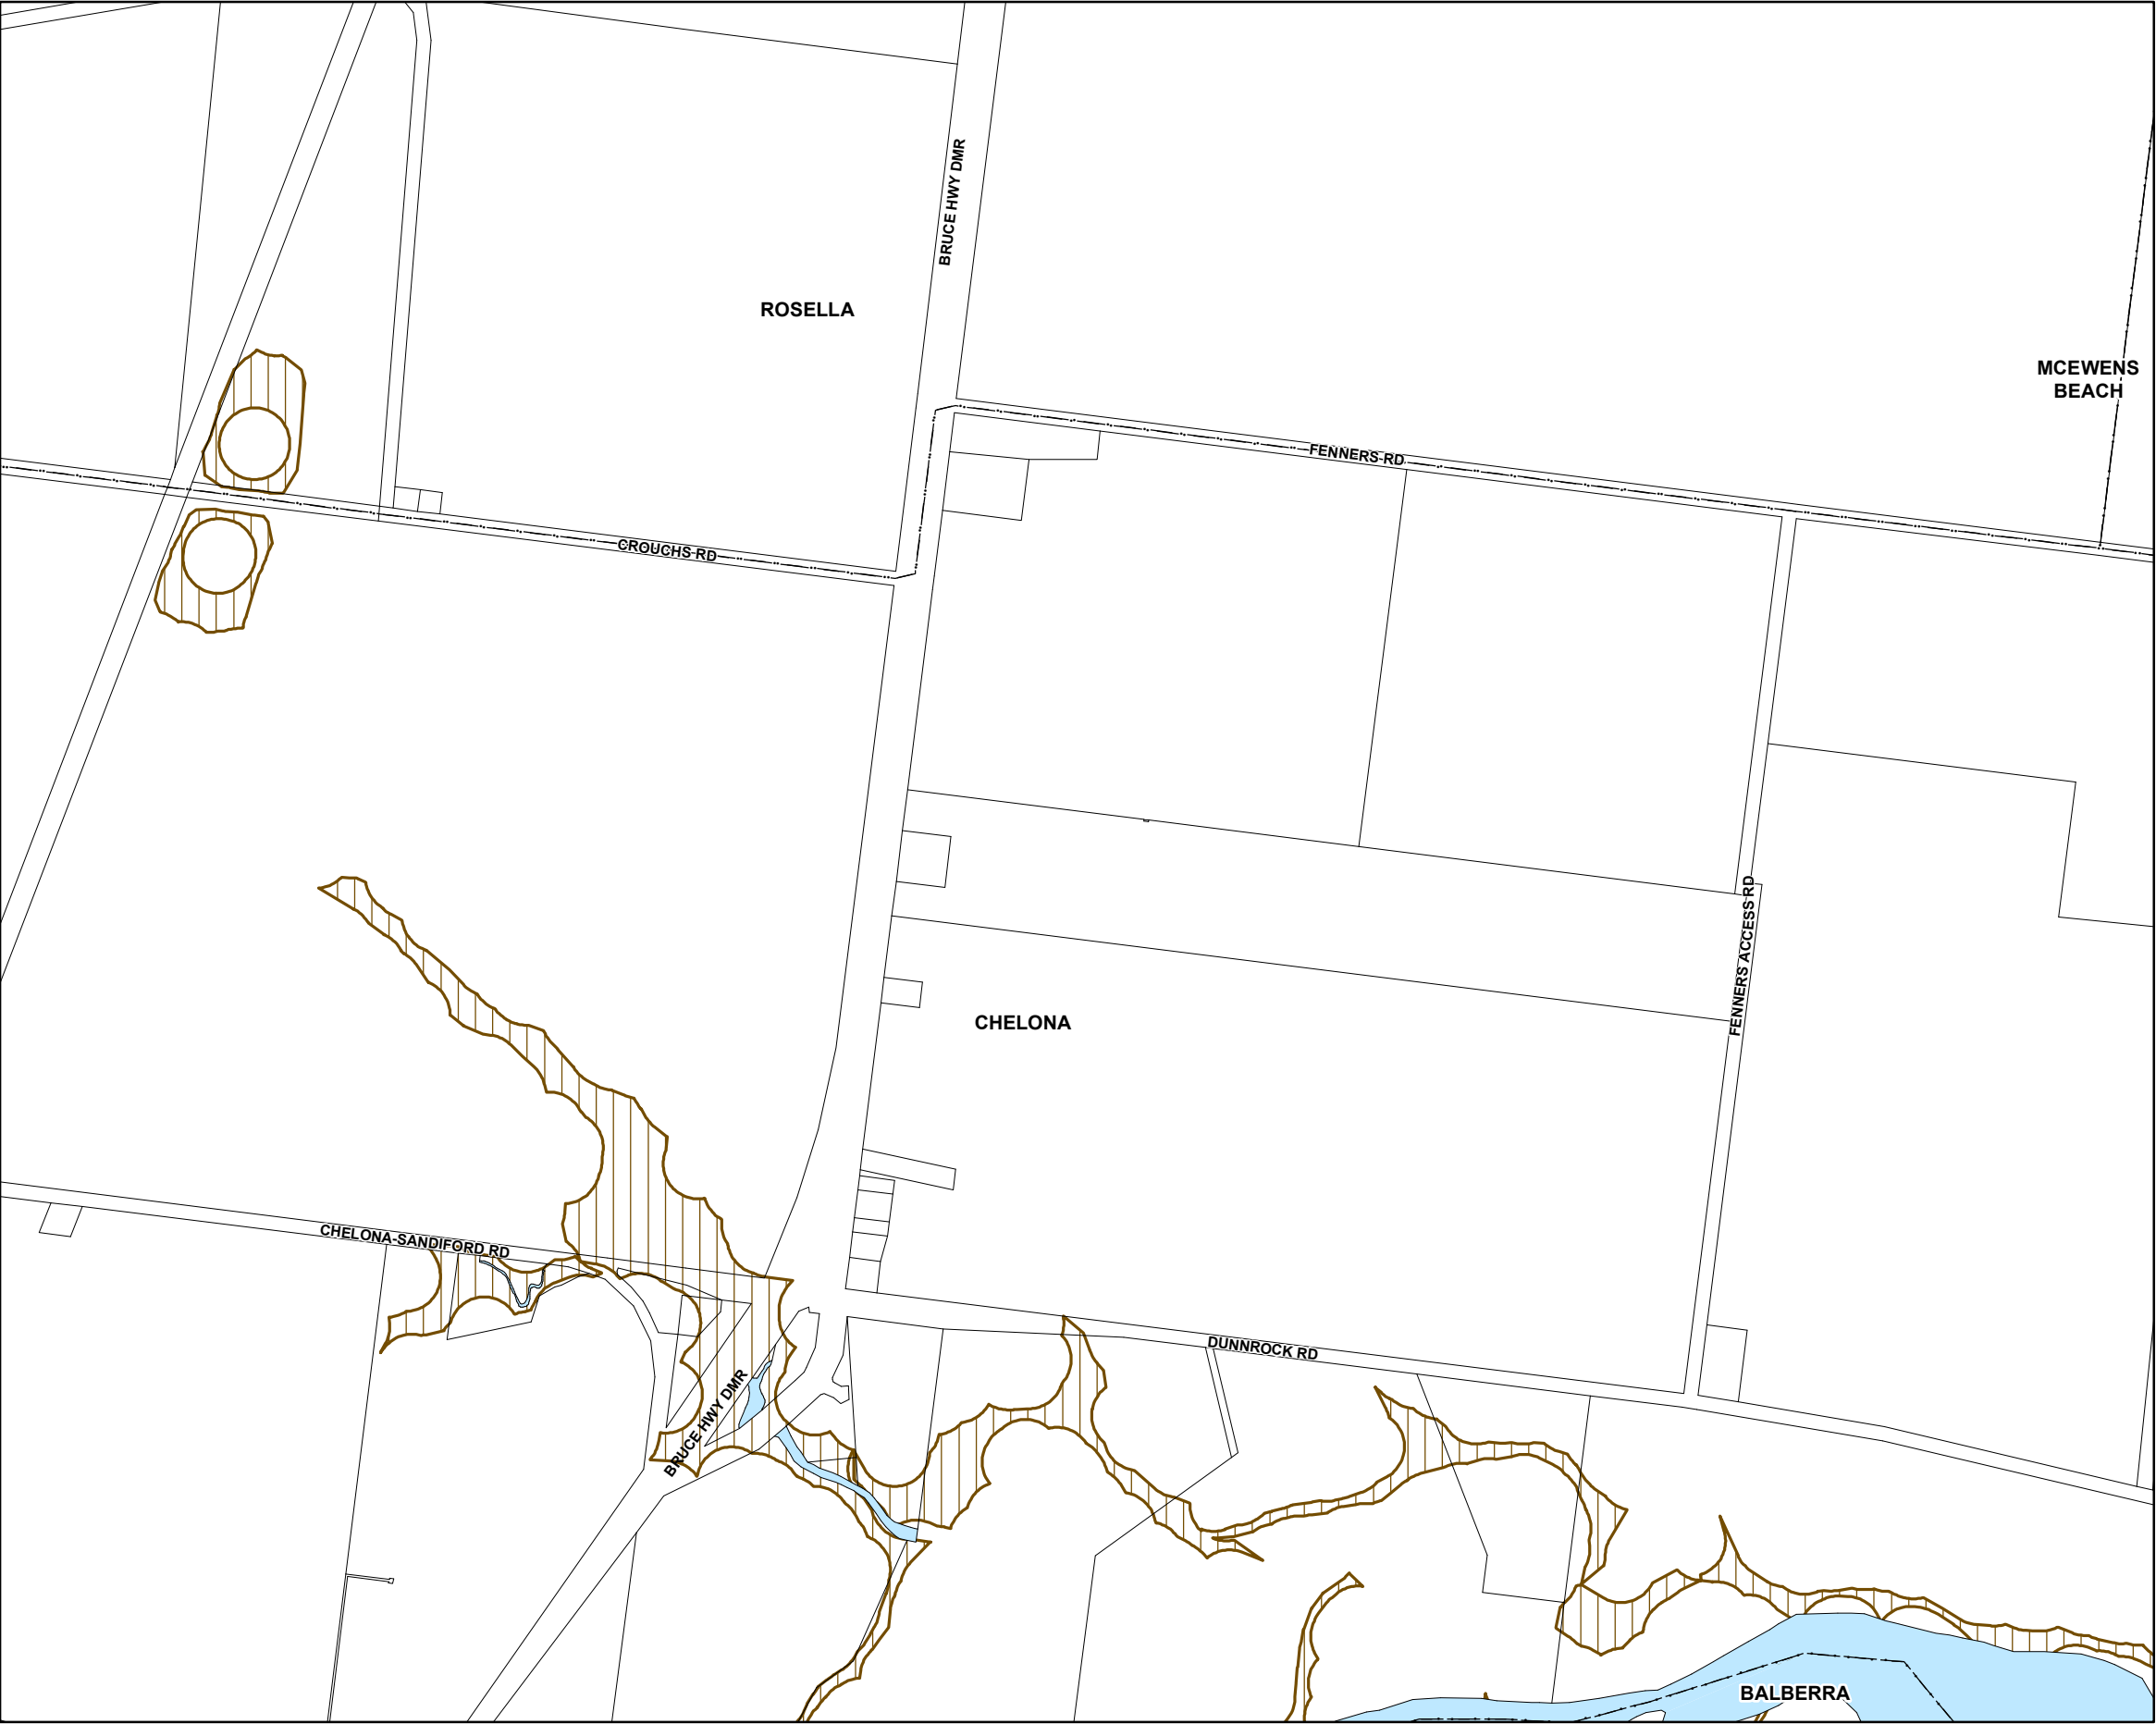 BRUCE HWY DMR
ROSELLA
MCEWENS
BEACH
FENNERS RD
CROUCHS RD
FENNERS ACCESS RD
CHELONA
CHELONA-SANDIFORD RD
DUNNROCK RD
BRUCE HWY DMR
BALBERRA